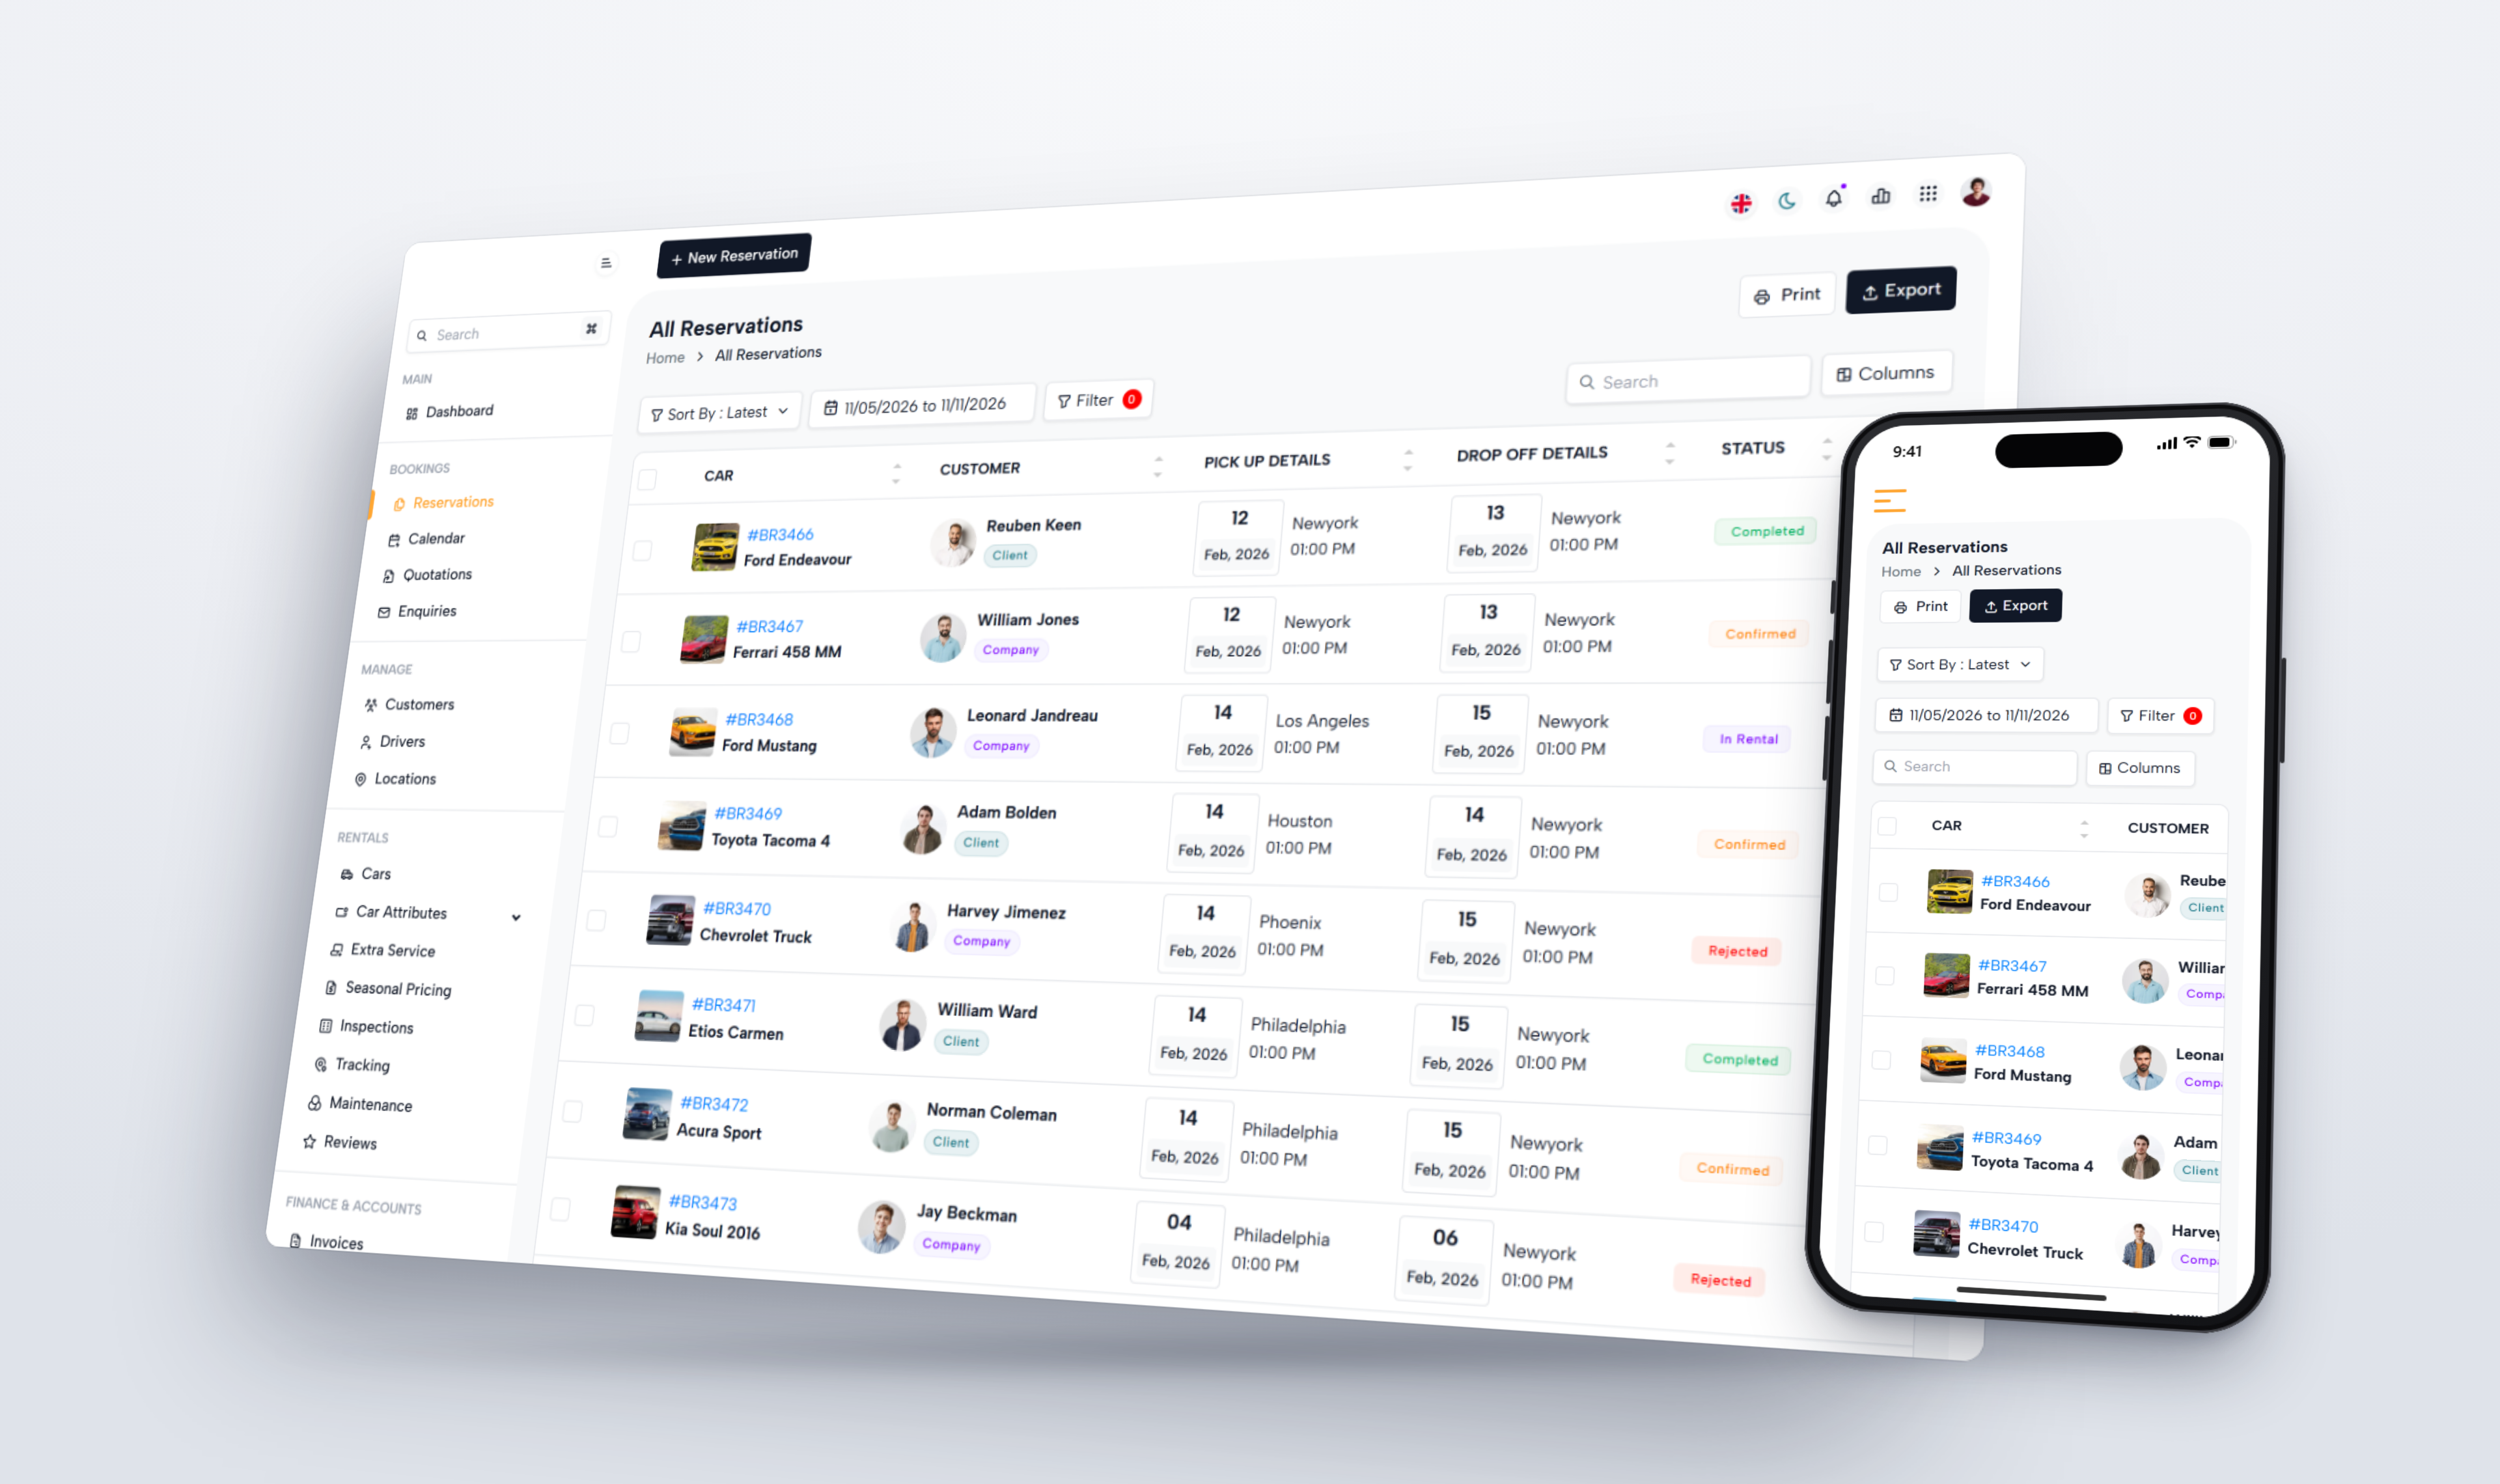 + New Reservation
Search
MAIN
Dashboard
BOOKINGS
Reservations
Calendar
Quotations
Enquiries
MANAGE
Customers
Drivers
Locations
RENTALS
Cars
Car Attributes
Extra Service
Seasonal Pricing
Inspections
Tracking
Maintenance
Reviews
FINANCE & ACCOUNTS
Invoices
All Reservations
Home > All Reservations
Print Export
Sort By : Latest 11/05/2026 to 11/11/2026 Filter 0
Search Columns
CAR CUSTOMER PICK UP DETAILS DROP OFF DETAILS STATUS
#BR3466 Reuben Keen 12 Newyork 13 Newyork Completed
Ford Endeavour Client Feb, 2026 01:00 PM Feb, 2026 01:00 PM
#BR3467 William Jones 12 Newyork 13 Newyork Confirmed
Ferrari 458 MM Company Feb, 2026 01:00 PM Feb, 2026 01:00 PM
#BR3468 Leonard Jandreau 14 Los Angeles 15 Newyork In Rental
Ford Mustang Company Feb, 2026 01:00 PM Feb, 2026 01:00 PM
#BR3469 Adam Bolden 14 Houston 14 Newyork Confirmed
Toyota Tacoma 4 Client Feb, 2026 01:00 PM Feb, 2026 01:00 PM
#BR3470 Harvey Jimenez 14 Phoenix 15 Newyork Rejected
Chevrolet Truck Company Feb, 2026 01:00 PM Feb, 2026 01:00 PM
#BR3471 William Ward 14 Philadelphia 15 Newyork Completed
Etios Carmen Client Feb, 2026 01:00 PM Feb, 2026 01:00 PM
#BR3472 Norman Coleman 14 Philadelphia 15 Newyork Confirmed
Acura Sport Client Feb, 2026 01:00 PM Feb, 2026 01:00 PM
#BR3473 Jay Beckman 04 Philadelphia 06 Newyork Rejected
Kia Soul 2016 Company Feb, 2026 01:00 PM Feb, 2026 01:00 PM
9:41
All Reservations
Home > All Reservations
Print Export
Sort By : Latest
11/05/2026 to 11/11/2026 Filter 0
Search Columns
CAR CUSTOMER
#BR3466 Reube
Ford Endeavour Client
#BR3467 Williar
Ferrari 458 MM Comp
#BR3468 Leonar
Ford Mustang Comp
#BR3469 Adam
Toyota Tacoma 4 Client
#BR3470 Harvey
Chevrolet Truck Comp